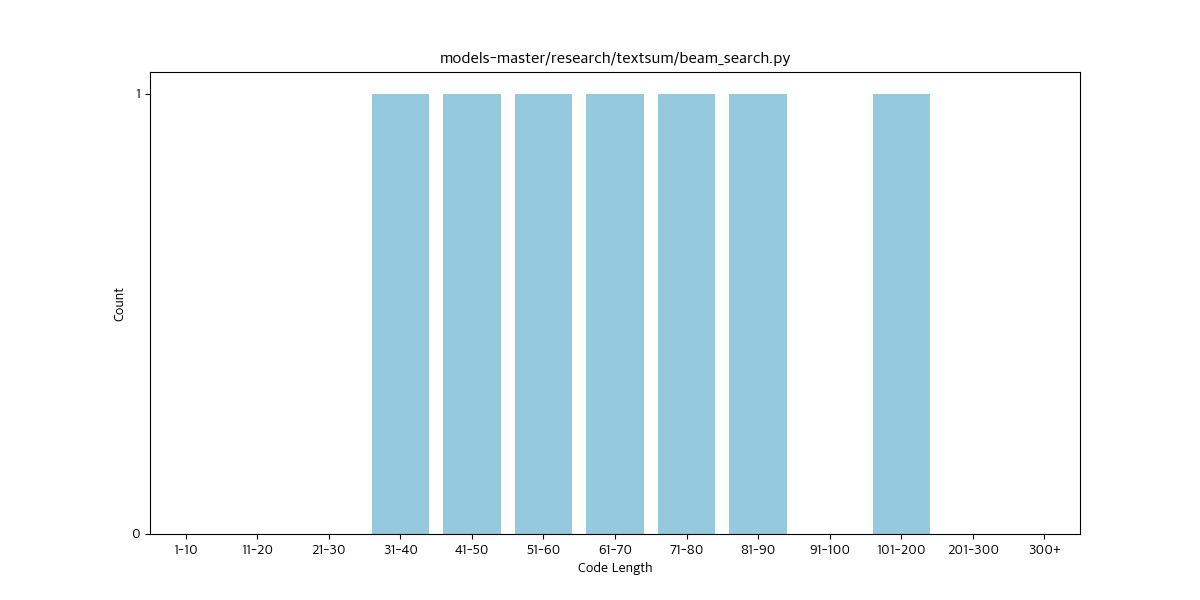 models-master/research/textsum/beam_search.py
1
Count
0
1-10 11-20 21-30 31-40 41-50 51-60 61-70 71-80 81-90 91-100 101-200 201-300 300+
Code Length